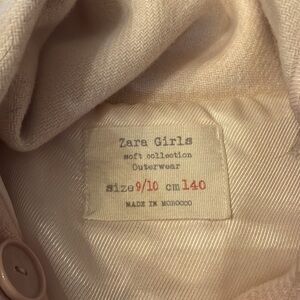 Zara Girls
soft collection
Outerwear
size 9/10 cm 140
MADE IN MOROCCO